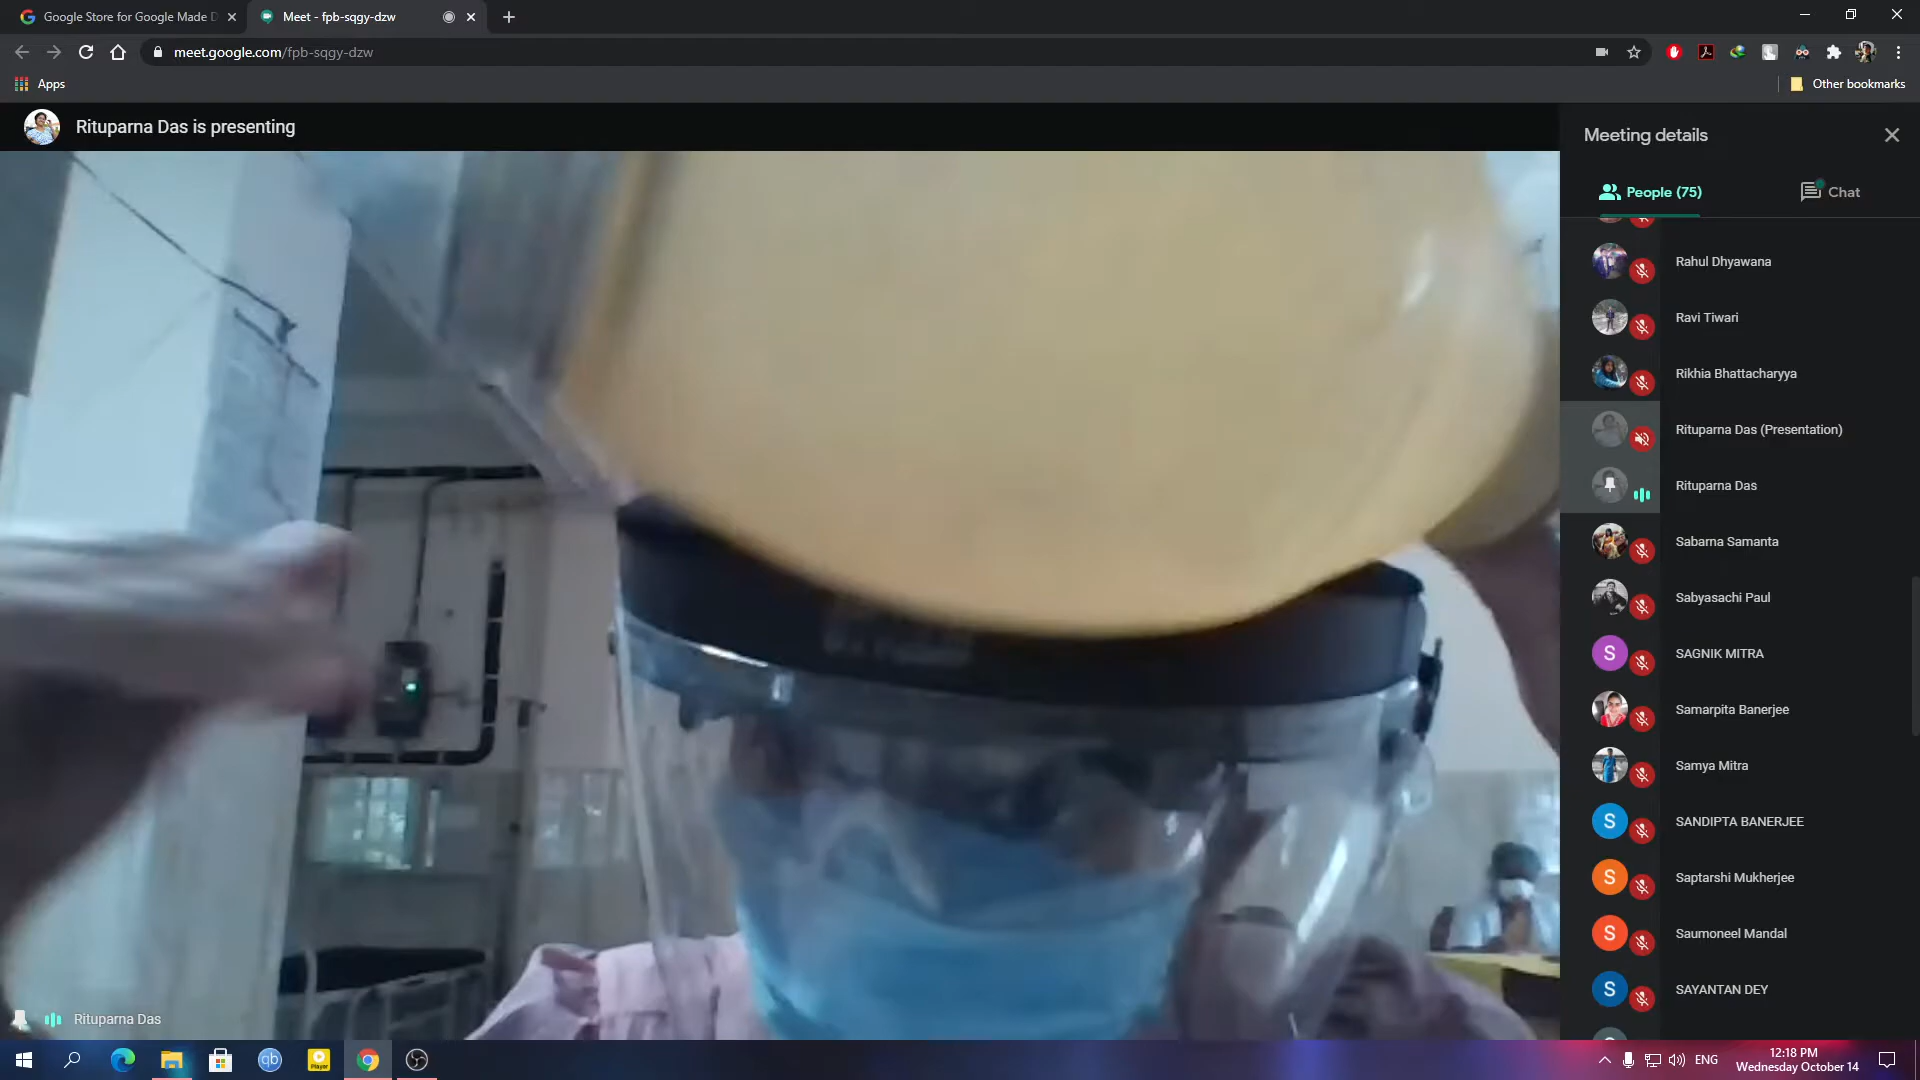 Google Store for Google Made D
Meet - fpb-sqgy-dzw
meet.google.com/fpb-sqgy-dzw
Apps
Other bookmarks
Rituparna Das is presenting
Meeting details
People (75)
Chat
Rahul Dhyawana
Ravi Tiwari
Rikhia Bhattacharyya
Rituparna Das (Presentation)
Rituparna Das
Sabarna Samanta
Sabyasachi Paul
S
SAGNIK MITRA
Samarpita Banerjee
Samya Mitra
S
SANDIPTA BANERJEE
S
Saptarshi Mukherjee
S
Saumoneel Mandal
S
SAYANTAN DEY
Rituparna Das
qb
Player
ENG
12:18 PM
Wednesday October 14